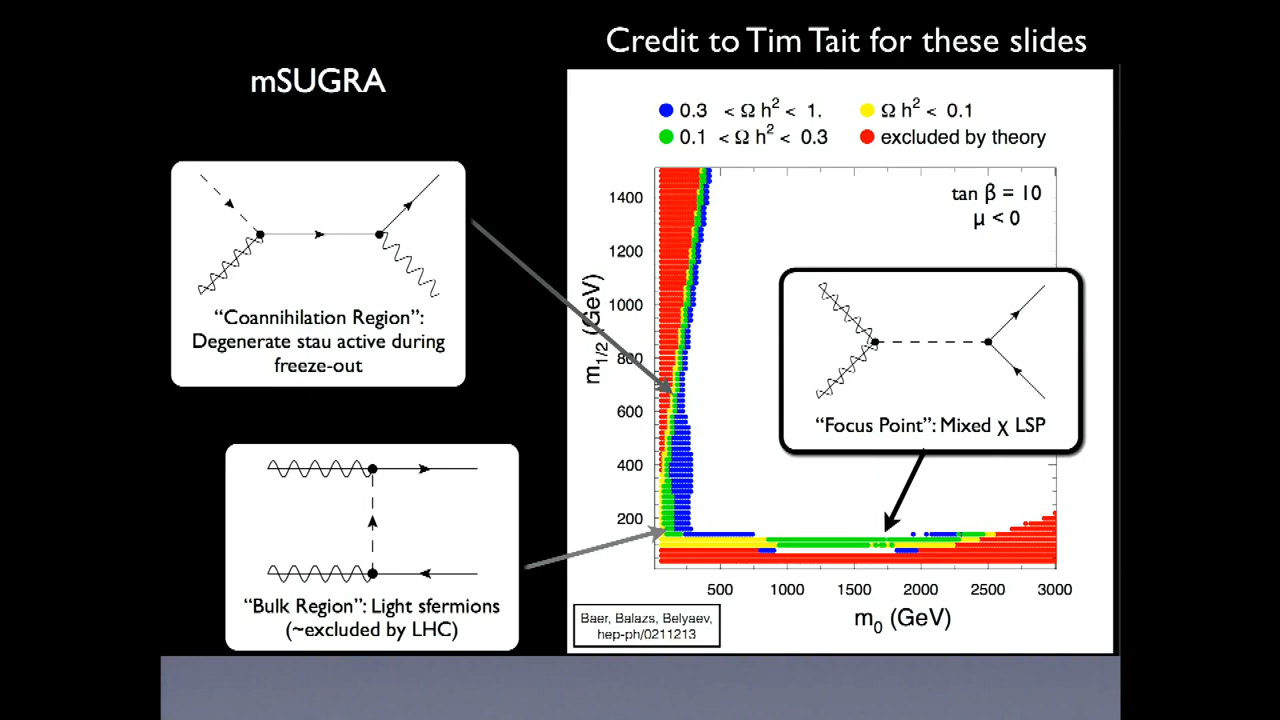 Credit to Tim Tait for these slides
mSUGRA
0.3 < Ω h² < 1.
Ω h² < 0.1
0.1 < Ω h² < 0.3
excluded by theory
tan β = 10
μ < 0
m1/2 (GeV)
1400
1200
1000
800
600
400
200
500
1000
1500
2000
2500
3000
m0 (GeV)
“Coannihilation Region”:
Degenerate stau active during
freeze-out
“Focus Point”: Mixed χ LSP
“Bulk Region”: Light sfermions
(~excluded by LHC)
Baer, Balazs, Belyaev,
hep-ph/0211213